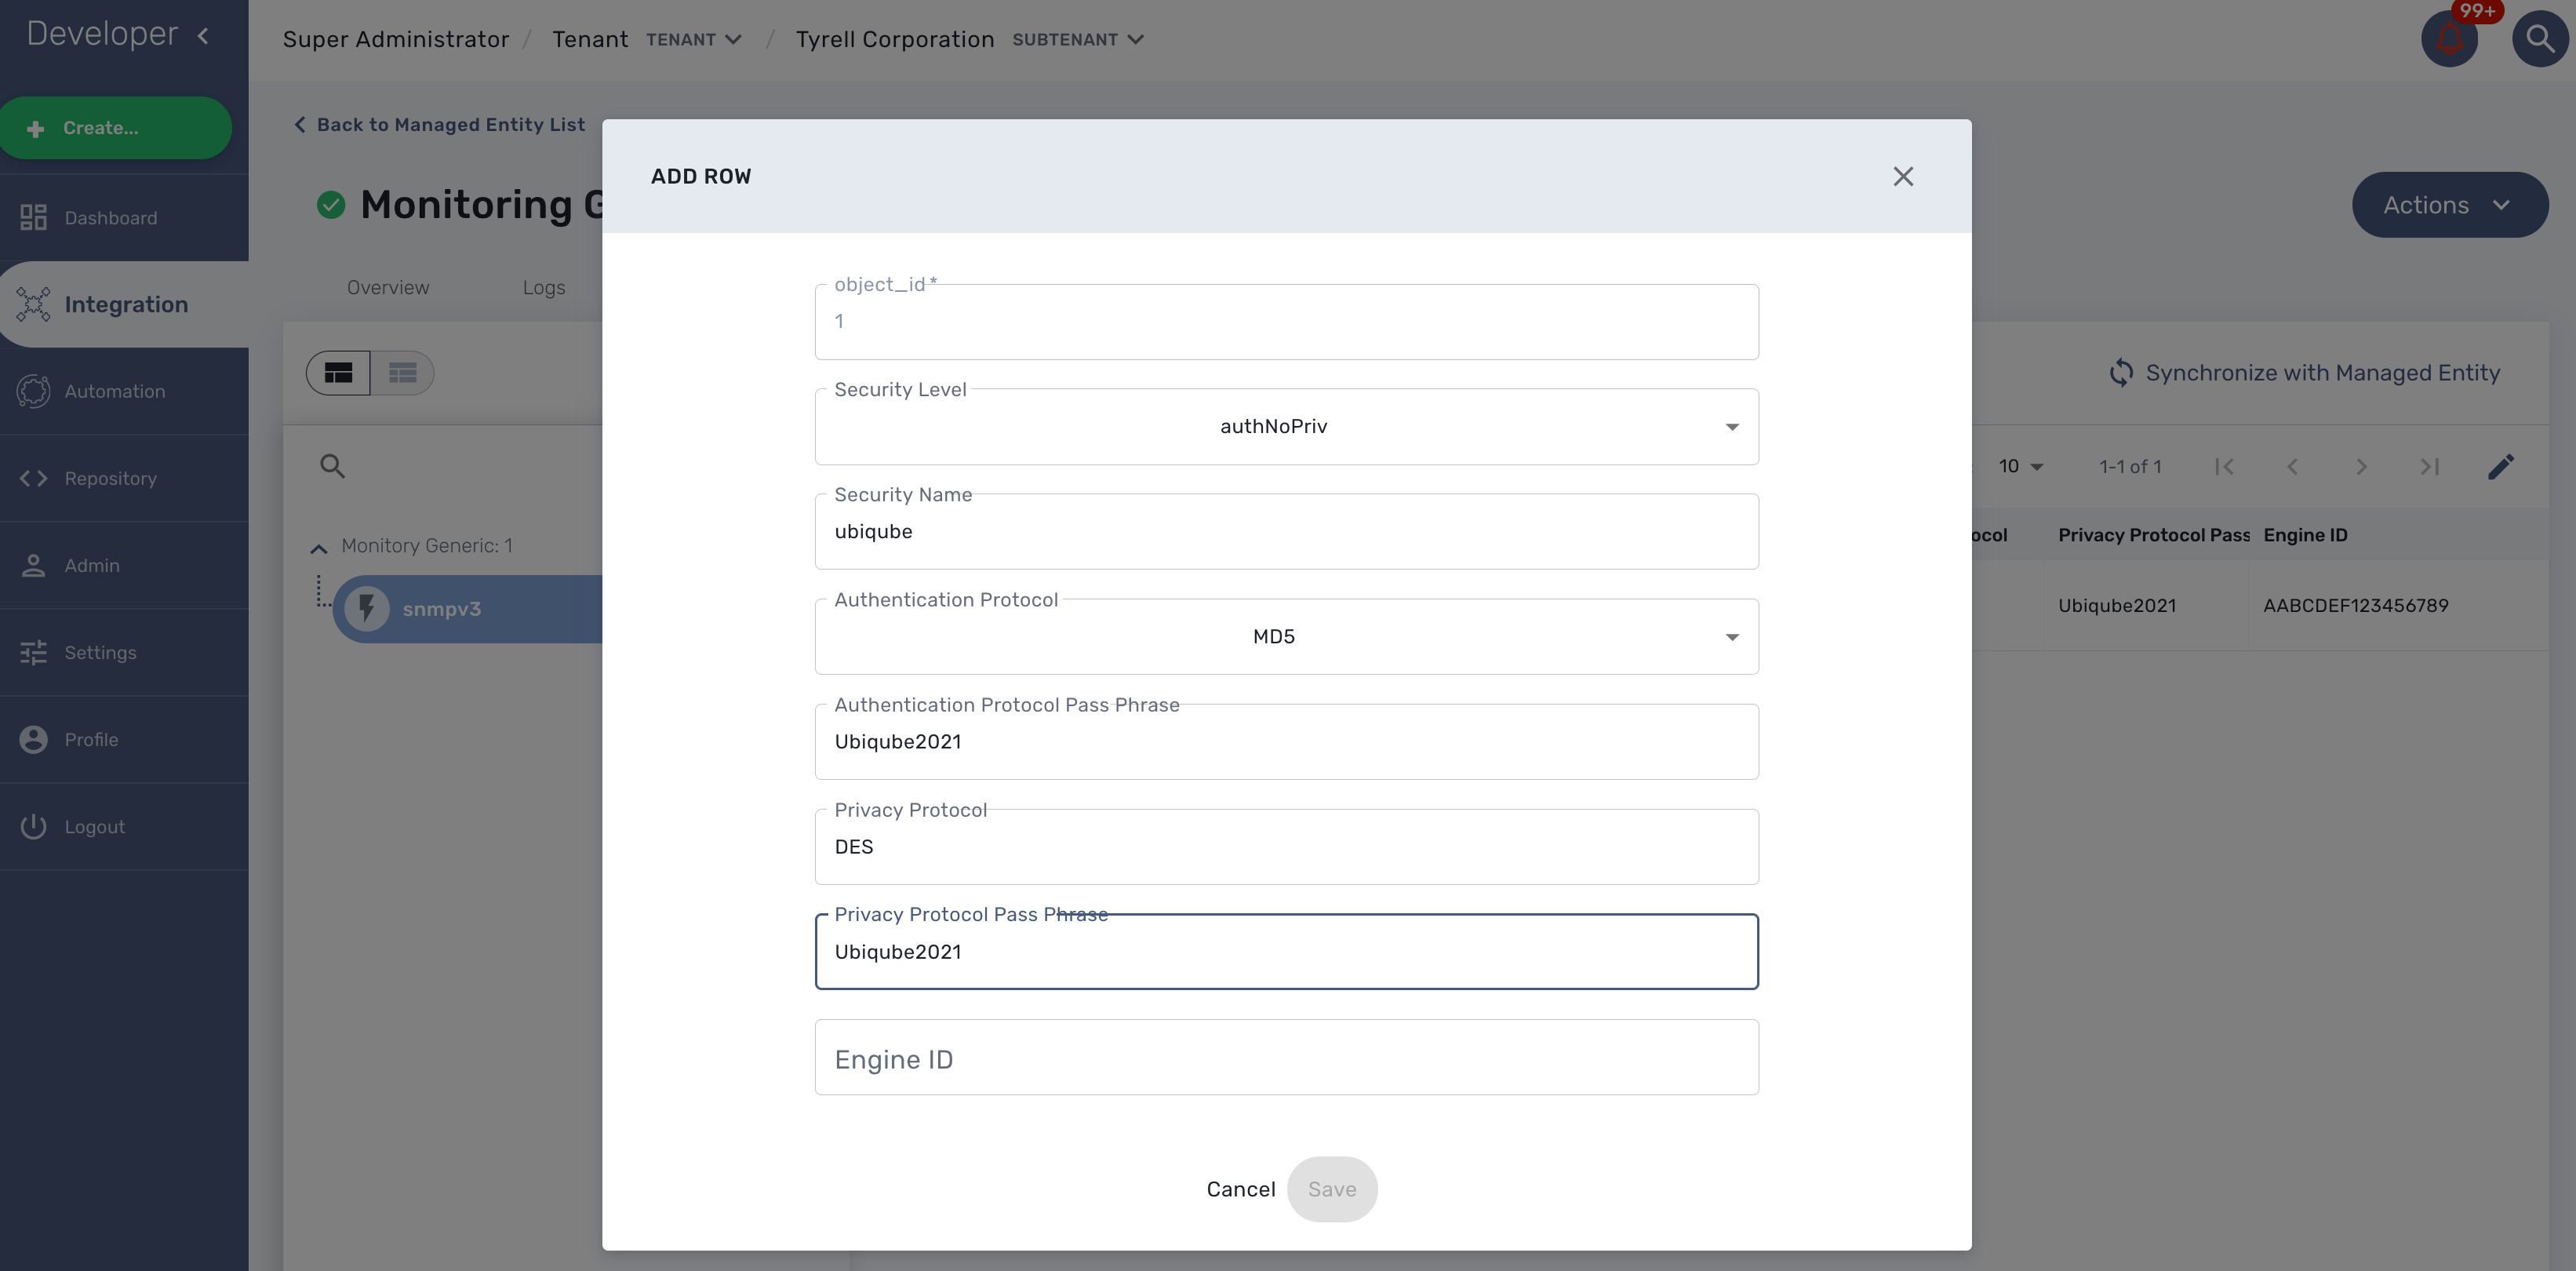 Developer
Super Administrator / Tenant TENANT / Tyrell Corporation SUBTENANT
99+
Create...
Back to Managed Entity List
Dashboard
Integration
Automation
Repository
Admin
Settings
Profile
Logout
Monitoring G
Actions
Overview Logs
Synchronize with Managed Entity
10 1-1 of 1
Monitory Generic: 1
snmpv3
ocol Privacy Protocol Pass Engine ID
Ubiqube2021 AABCDEF123456789
ADD ROW
object_id *
1
Security Level
authNoPriv
Security Name
ubiqube
Authentication Protocol
MD5
Authentication Protocol Pass Phrase
Ubiqube2021
Privacy Protocol
DES
Privacy Protocol Pass Phrase
Ubiqube2021
Engine ID
Cancel Save